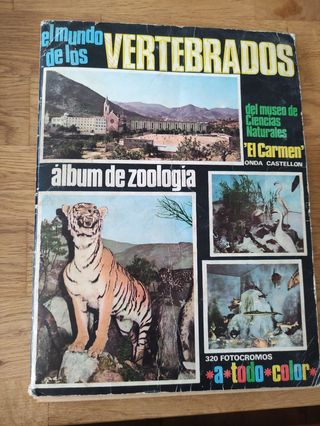 el mundo
de los
VERTEBRADOS
del museo de
Ciencias
Naturales
'El Carmen'
ONDA CASTELLON
álbum de zoología
320 FOTOCROMOS
*a*todo*color*